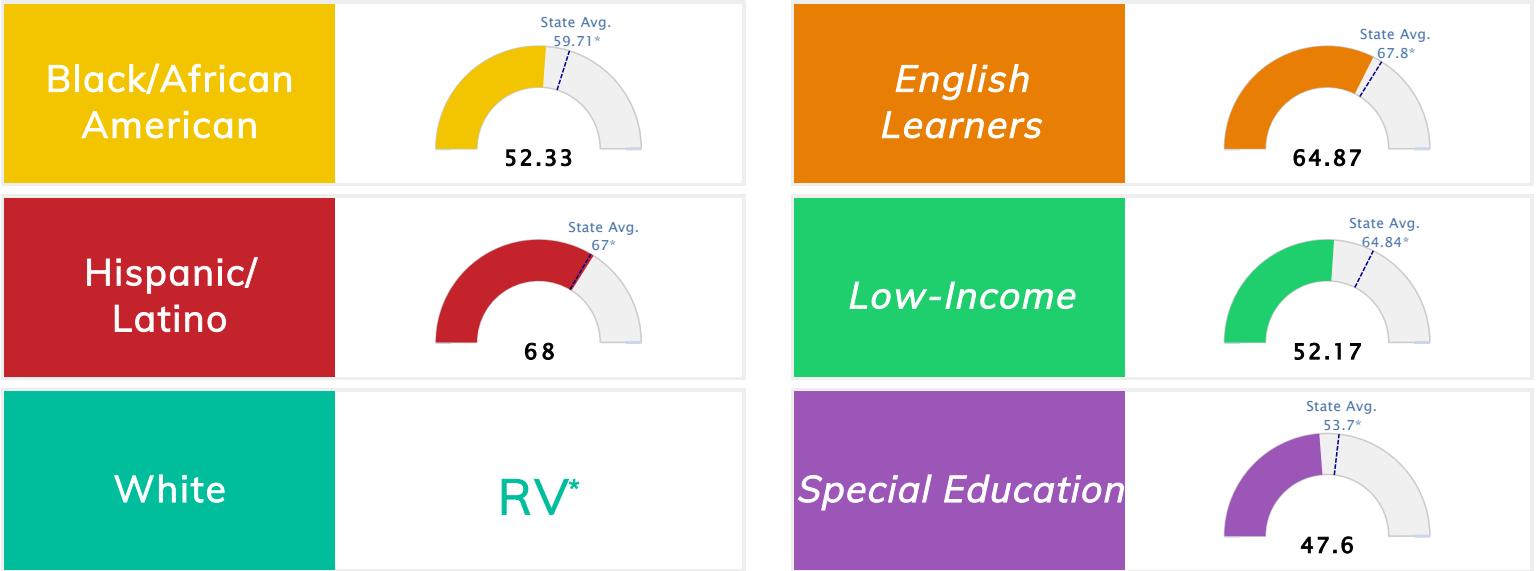 Black/African
American
State Avg.
59.71*
52.33
English
Learners
State Avg.
67.8*
64.87
Hispanic/
Latino
State Avg.
67*
68
Low-Income
State Avg.
64.84*
52.17
White
RV*
Special Education
State Avg.
53.7*
47.6